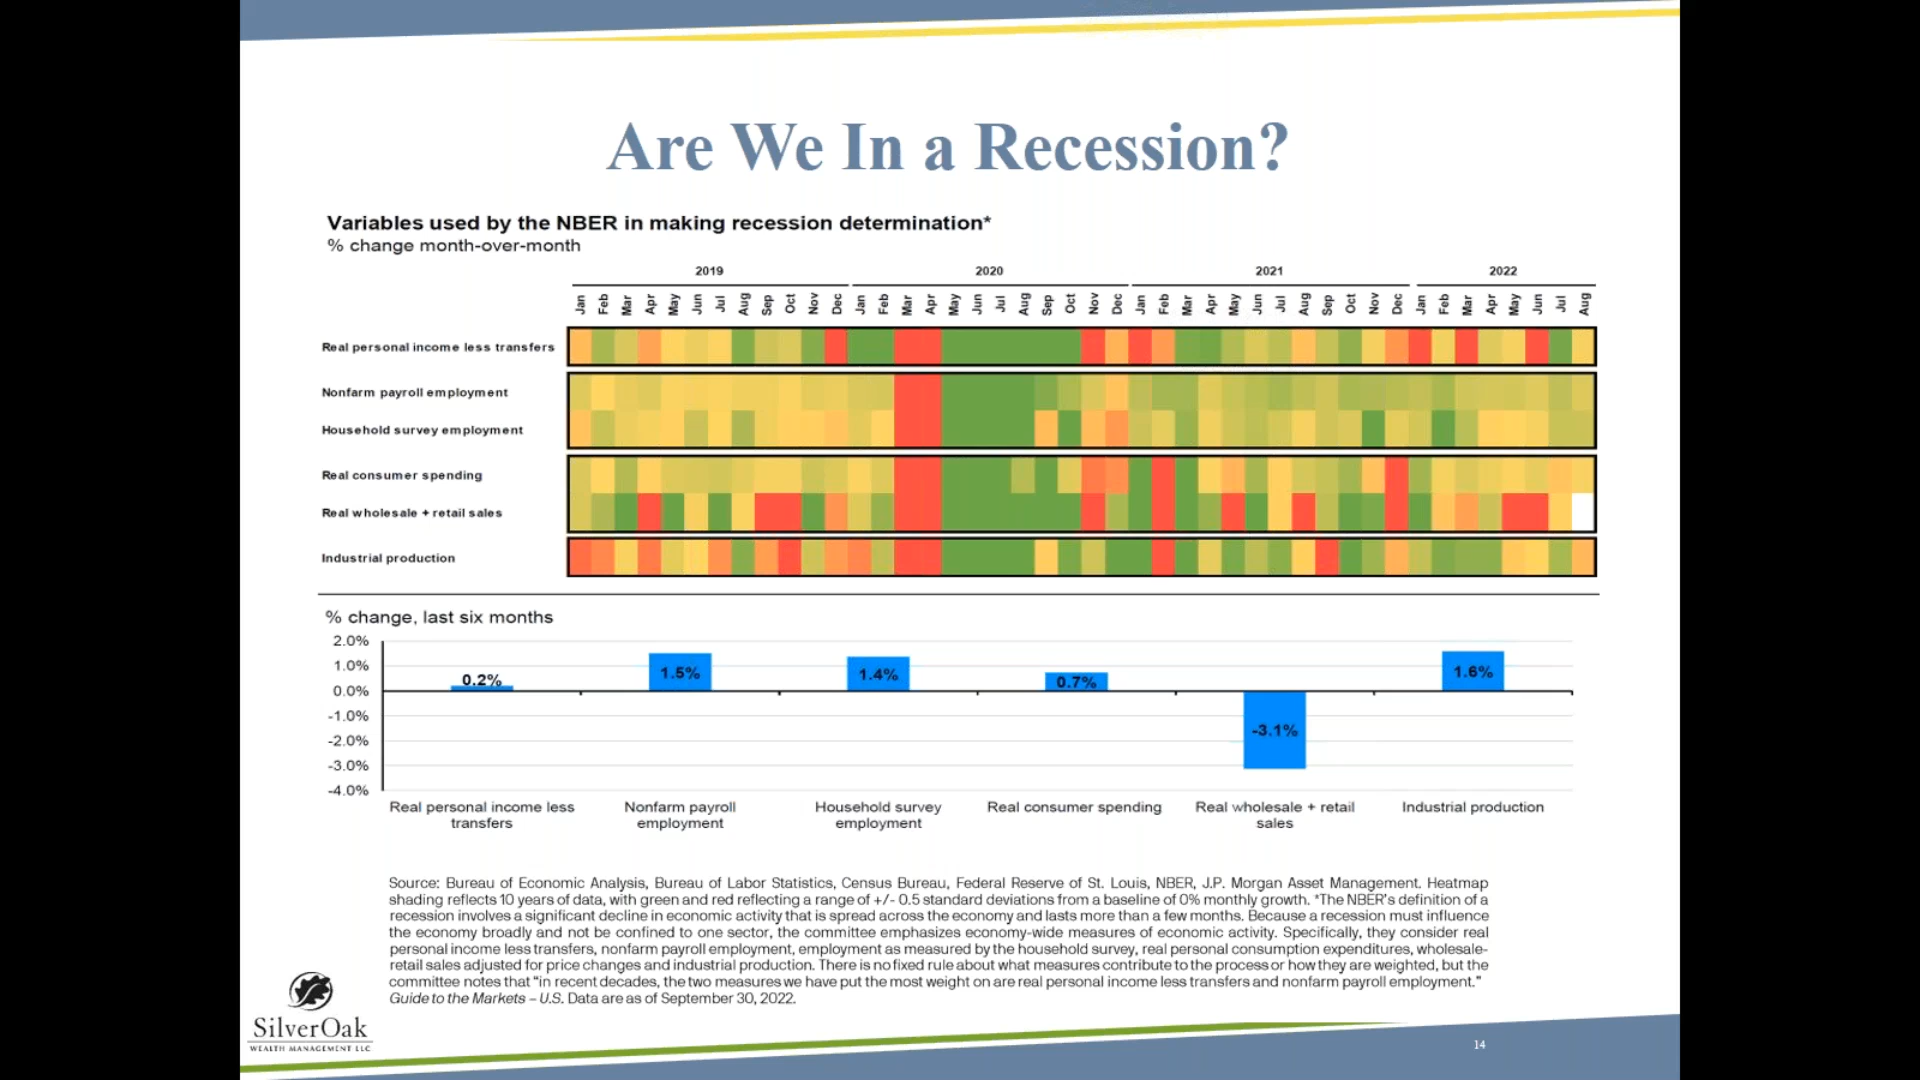 Are We In a Recession?
Variables used by the NBER in making recession determination*
% change month-over-month
2019 2020 2021 2022
Jan Feb Mar Apr May Jun Jul Aug Sep Oct Nov Dec Jan Feb Mar Apr May Jun Jul Aug Sep Oct Nov Dec Jan Feb Mar Apr May Jun Jul Aug Sep Oct Nov Dec Jan Feb Mar Apr May Jun Jul Aug
Real personal income less transfers
Nonfarm payroll employment
Household survey employment
Real consumer spending
Real wholesale + retail sales
Industrial production
% change, last six months
2.0%
1.0%
0.0%
-1.0%
-2.0%
-3.0%
-4.0%
0.2% 1.5% 1.4% 0.7% -3.1% 1.6%
Real personal income less transfers
Nonfarm payroll employment
Household survey employment
Real consumer spending
Real wholesale + retail sales
Industrial production
Source: Bureau of Economic Analysis, Bureau of Labor Statistics, Census Bureau, Federal Reserve of St. Louis, NBER, J.P. Morgan Asset Management. Heatmap
shading reflects 10 years of data, with green and red reflecting a range of +/- 0.5 standard deviations from a baseline of 0% monthly growth. *The NBER's definition of a
recession involves a significant decline in economic activity that is spread across the economy and lasts more than a few months. Because a recession must influence
the economy broadly and not be confined to one sector, the committee emphasizes economy-wide measures of economic activity. Specifically, they consider real
personal income less transfers, nonfarm payroll employment, employment as measured by the household survey, real personal consumption expenditures, wholesale-
retail sales adjusted for price changes and industrial production. There is no fixed rule about what measures contribute to the process or how they are weighted, but the
committee notes that "in recent decades, the two measures we have put the most weight on are real personal income less transfers and nonfarm payroll employment."
Guide to the Markets – U.S. Data are as of September 30, 2022.
SilverOak
WEALTH MANAGEMENT LLC
14